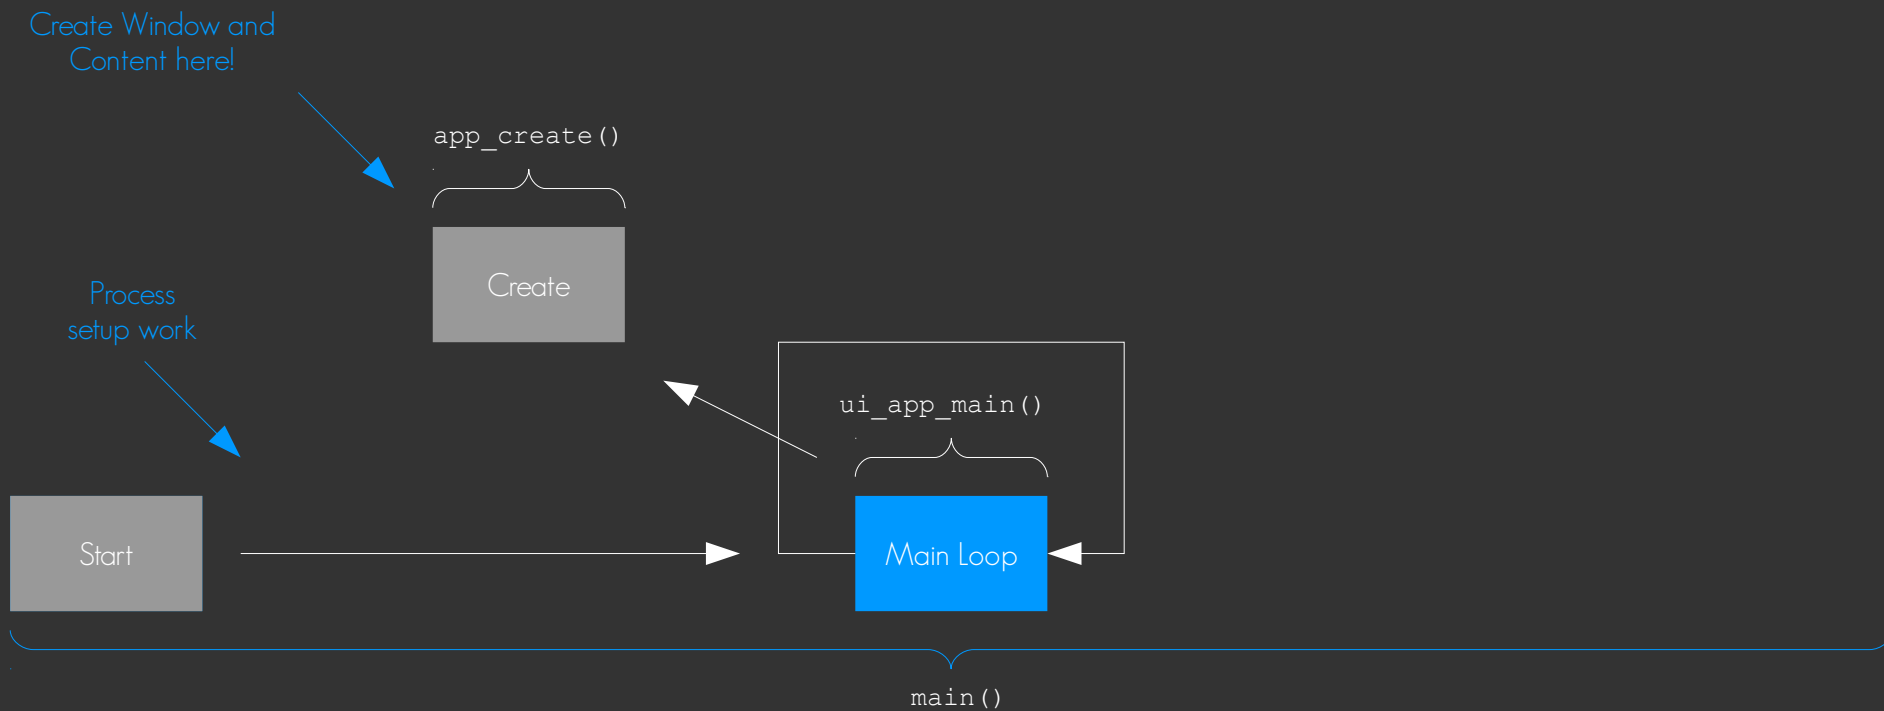 Create Window and
Content here!
app_create()
Create
Process
setup work
ui_app_main()
Start
Main Loop
main()